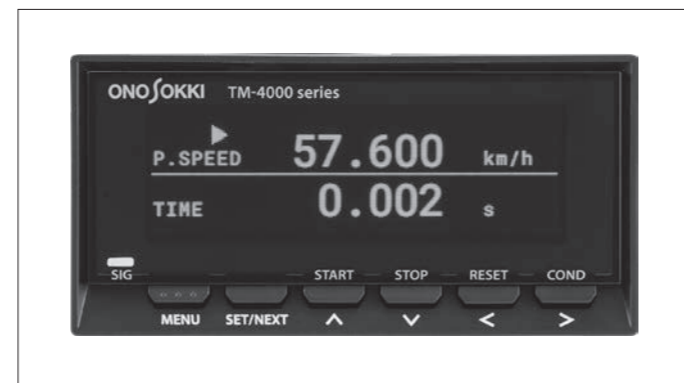 ONO SOKKI TM-4000 series
P.SPEED 57.600 km/h
TIME 0.002 s
SIG START STOP RESET COND
MENU SET/NEXT